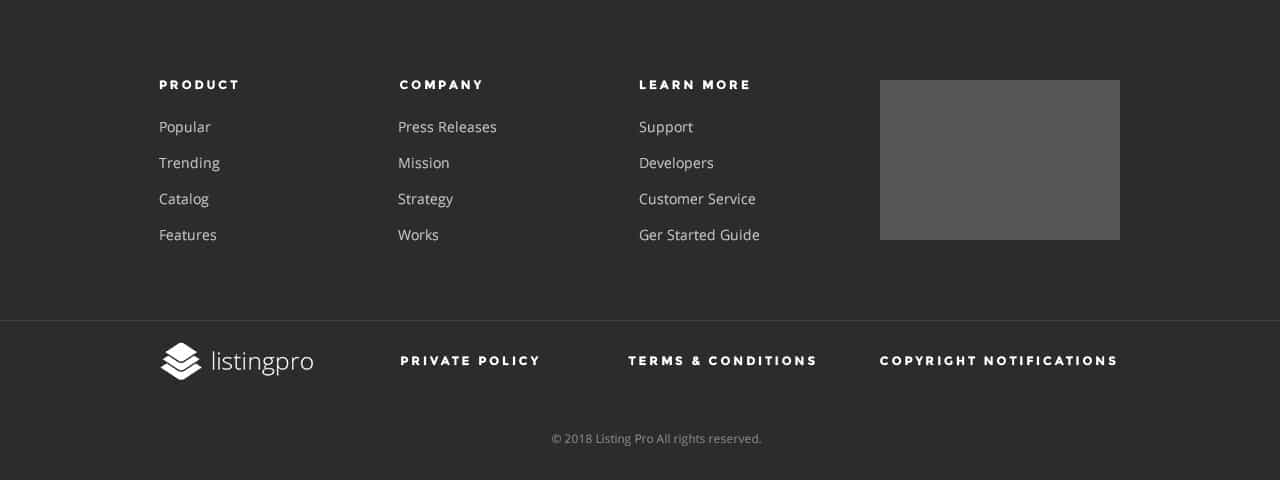 PRODUCT
Popular
Trending
Catalog
Features
COMPANY
Press Releases
Mission
Strategy
Works
LEARN MORE
Support
Developers
Customer Service
Ger Started Guide
listingpro
PRIVATE POLICY
TERMS & CONDITIONS
COPYRIGHT NOTIFICATIONS
© 2018 Listing Pro All rights reserved.